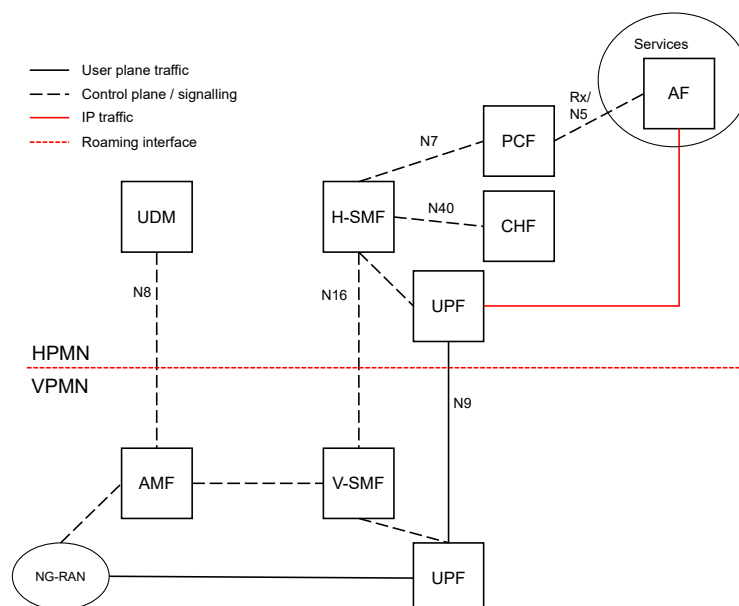 Services
User plane traffic
Control plane / signalling
IP traffic
Roaming interface
Rx/
N5
AF
N7
PCF
UDM
H-SMF
N40
CHF
N8
N16
UPF
HPMN
VPMN
N9
AMF
V-SMF
NG-RAN
UPF